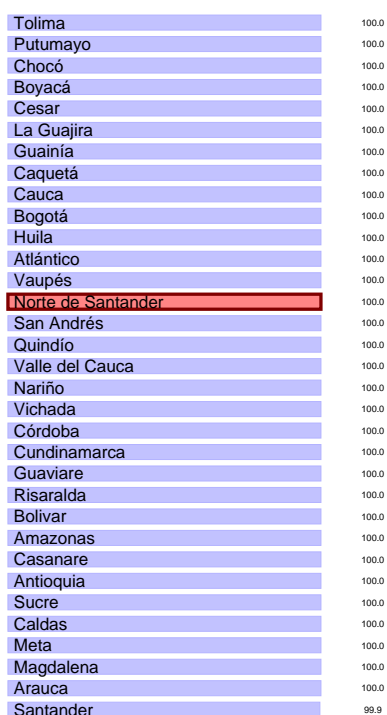 Tolima 100.0
Putumayo 100.0
Chocó 100.0
Boyacá 100.0
Cesar 100.0
La Guajira 100.0
Guainía 100.0
Caquetá 100.0
Cauca 100.0
Bogotá 100.0
Huila 100.0
Atlántico 100.0
Vaupés 100.0
Norte de Santander 100.0
San Andrés 100.0
Quindío 100.0
Valle del Cauca 100.0
Nariño 100.0
Vichada 100.0
Córdoba 100.0
Cundinamarca 100.0
Guaviare 100.0
Risaralda 100.0
Bolivar 100.0
Amazonas 100.0
Casanare 100.0
Antioquia 100.0
Sucre 100.0
Caldas 100.0
Meta 100.0
Magdalena 100.0
Arauca 100.0
Santander 99.9